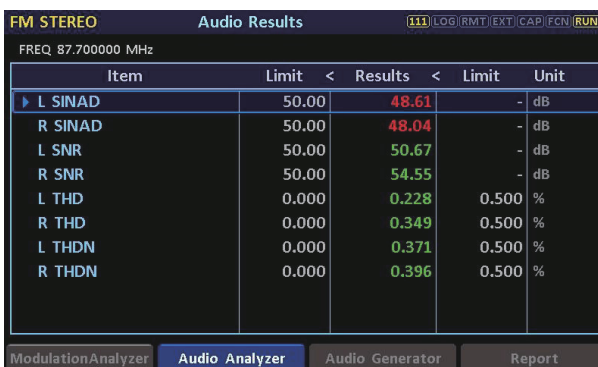 FM STEREO Audio Results 111 LOG RMT EXT CAP FCN RUN
FREQ 87.700000 MHz
Item Limit < Results < Limit Unit
L SINAD 50.00 48.61 - dB
R SINAD 50.00 48.04 - dB
L SNR 50.00 50.67 - dB
R SNR 50.00 54.55 - dB
L THD 0.000 0.228 0.500 %
R THD 0.000 0.349 0.500 %
L THDN 0.000 0.371 0.500 %
R THDN 0.000 0.396 0.500 %
ModulationAnalyzer Audio Analyzer Audio Generator Report